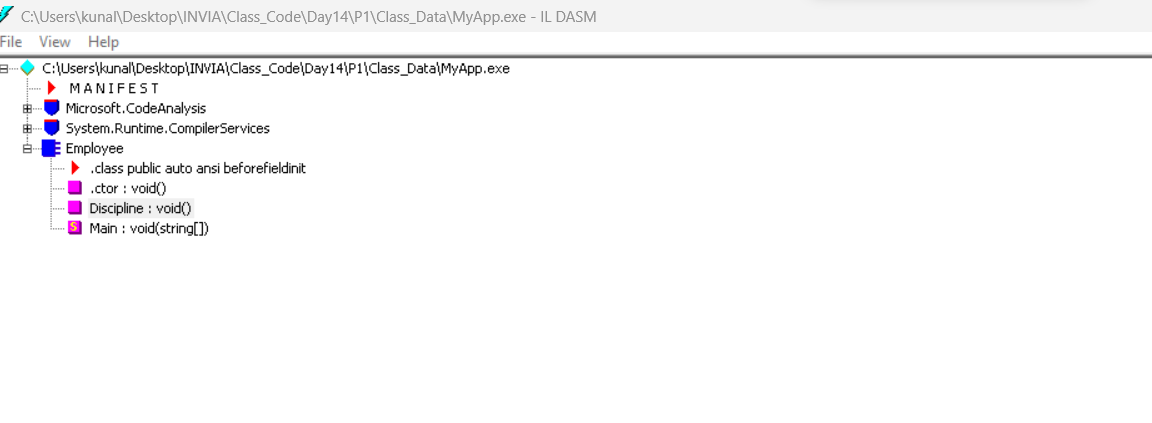 C:\Users\kunal\Desktop\INVIA\Class_Code\Day14\P1\Class_Data\MyApp.exe - IL DASM
File View Help
C:\Users\kunal\Desktop\INVIA\Class_Code\Day14\P1\Class_Data\MyApp.exe
M A N I F E S T
Microsoft.CodeAnalysis
System.Runtime.CompilerServices
Employee
.class public auto ansi beforefieldinit
.ctor : void()
Discipline : void()
S Main : void(string[])